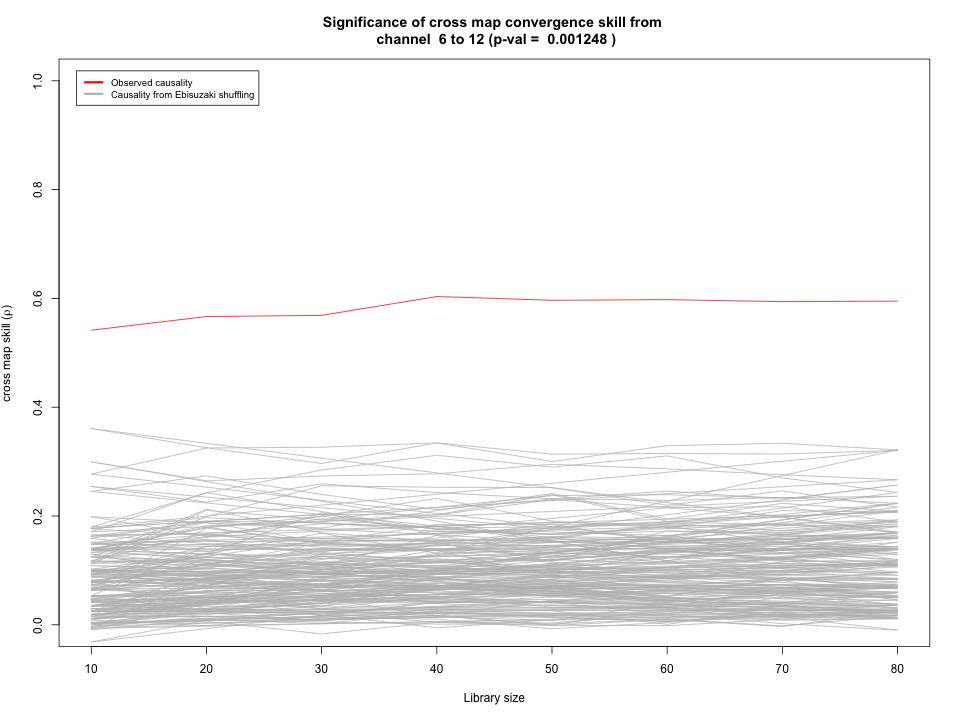 Significance of cross map convergence skill from
channel  6 to 12 (p-val =  0.001248 )
Observed causality
Causality from Ebisuzaki shuffling
cross map skill (ρ)
1.0
0.8
0.6
0.4
0.2
0.0
10 20 30 40 50 60 70 80
Library size